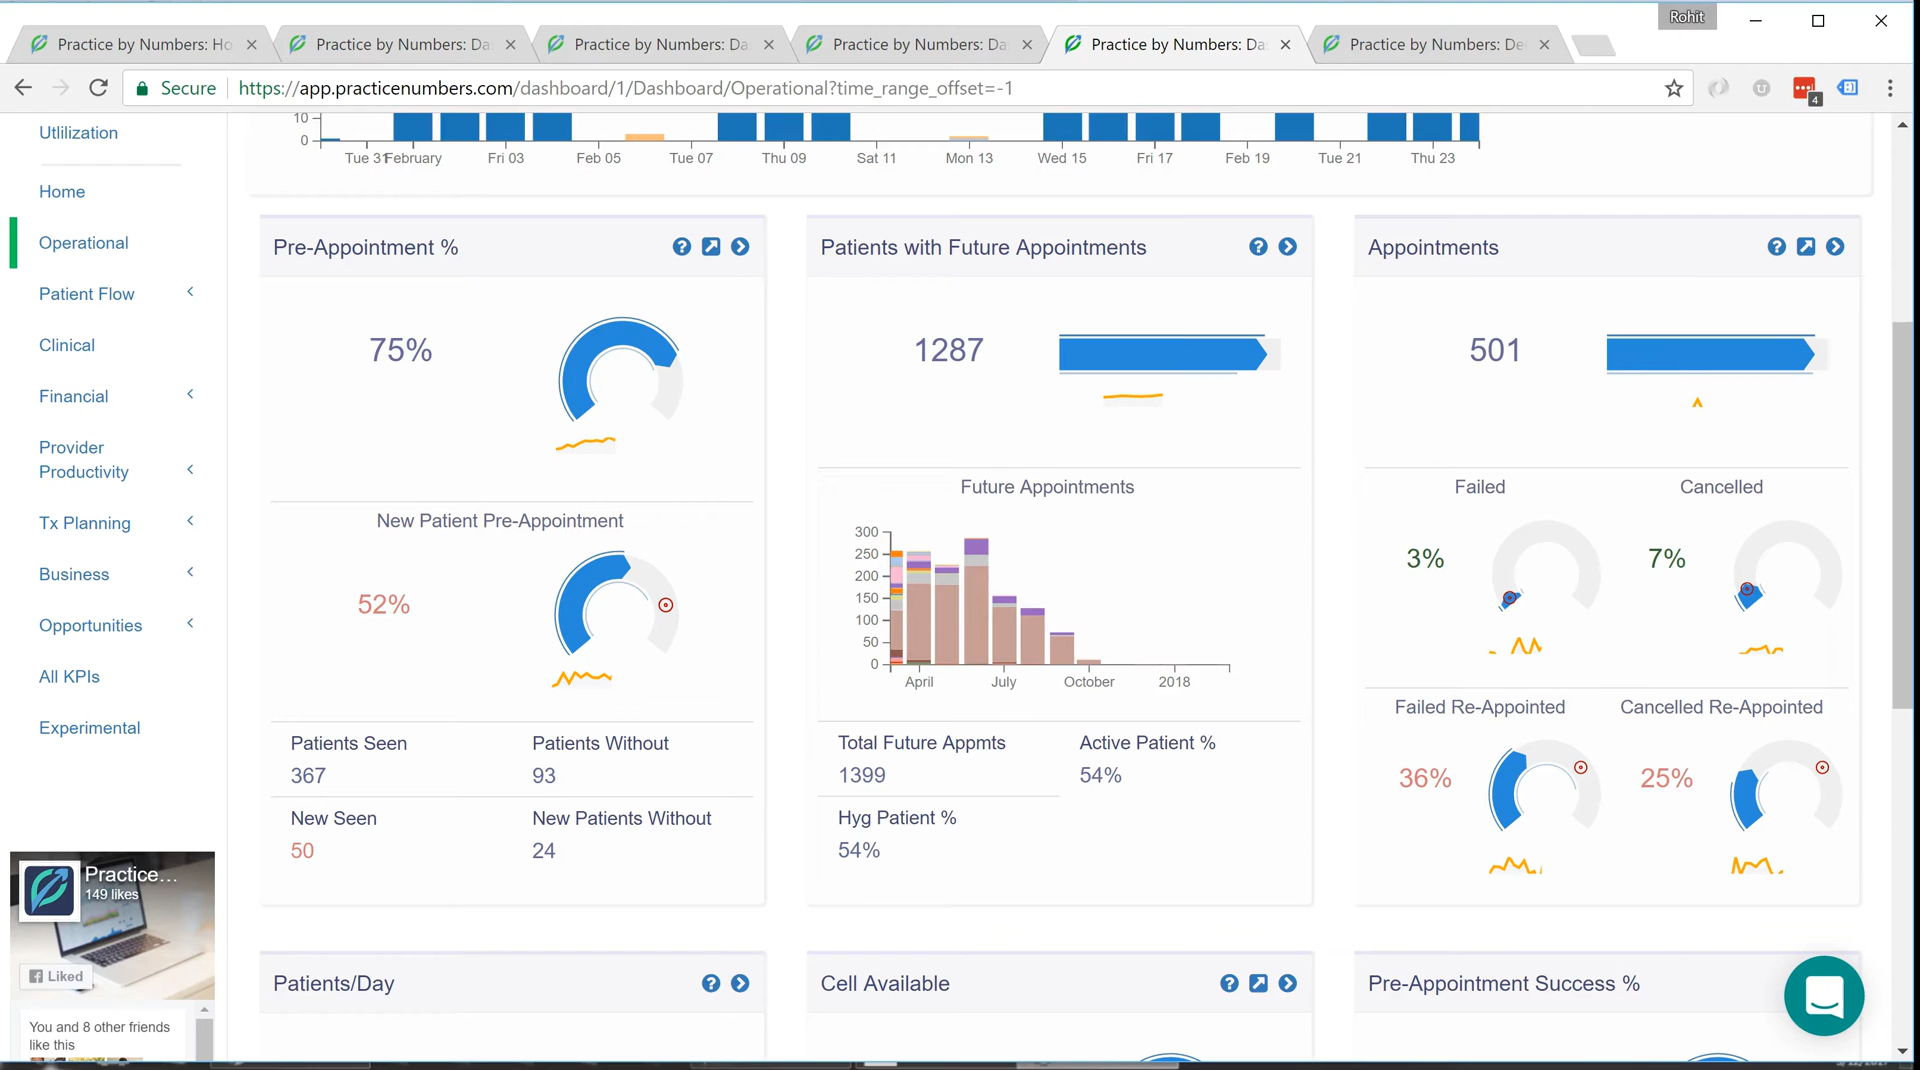 Rohit
Practice by Numbers: Ho
Practice by Numbers: Da
Practice by Numbers: Da
Practice by Numbers: Da
Practice by Numbers: Da
Practice by Numbers: De
Secure
https://app.practicenumbers.com/dashboard/1/Dashboard/Operational?time_range_offset=-1
4
Utlilization
Home
Operational
Patient Flow
Clinical
Financial
Provider
Productivity
Tx Planning
Business
Opportunities
All KPIs
Experimental
Practice...
149 likes
Liked
You and 8 other friends
like this
10
0
Tue 31
February
Fri 03
Feb 05
Tue 07
Thu 09
Sat 11
Mon 13
Wed 15
Fri 17
Feb 19
Tue 21
Thu 23
Pre-Appointment %
75%
New Patient Pre-Appointment
52%
Patients Seen
Patients Without
367
93
New Seen
New Patients Without
50
24
Patients with Future Appointments
1287
Future Appointments
300
250
200
150
100
50
0
April
July
October
2018
Total Future Appmts
Active Patient %
1399
54%
Hyg Patient %
54%
Appointments
501
Failed
Cancelled
3%
7%
Failed Re-Appointed
Cancelled Re-Appointed
36%
25%
Patients/Day
Cell Available
Pre-Appointment Success %